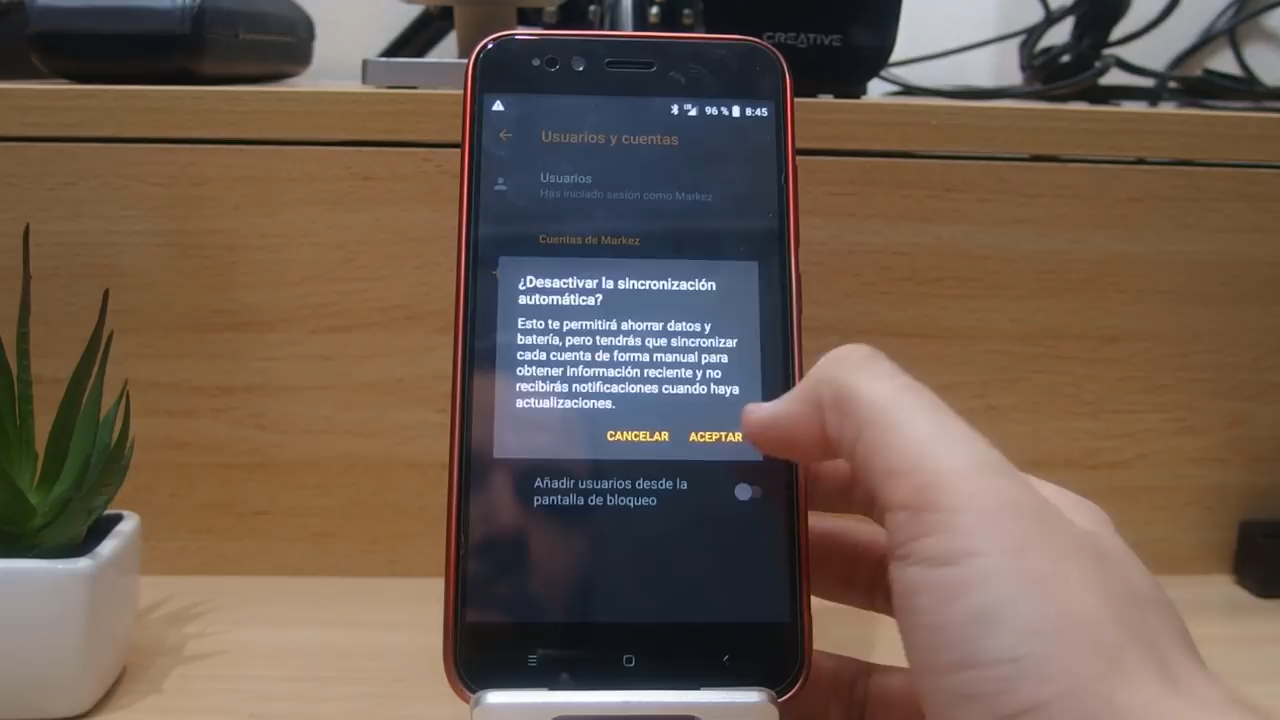 CREATIVE
LTE
96 %
8:45
Usuarios y cuentas
Usuarios
Has iniciado sesión como Markez
Cuentas de Markez
¿Desactivar la sincronización
automática?
Esto te permitirá ahorrar datos y
batería, pero tendrás que sincronizar
cada cuenta de forma manual para
obtener información reciente y no
recibirás notificaciones cuando haya
actualizaciones.
CANCELAR ACEPTAR
Añadir usuarios desde la
pantalla de bloqueo